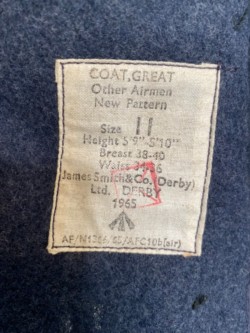 COAT, GREAT
Other Airmen
New Pattern
Size 11
Height 5'9"-5'10"
Breast 38-40
Waist
James Smith & Co. (Derby)
Ltd. DERBY
1965